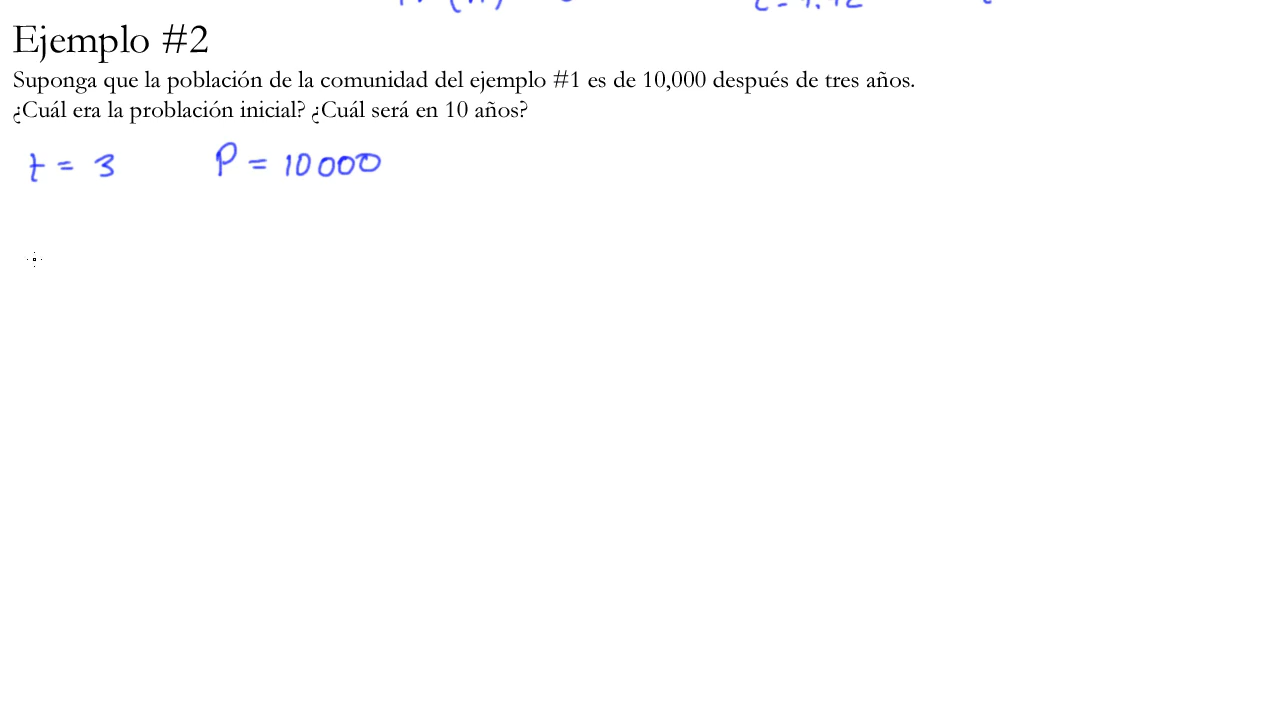 Ejemplo #2
Suponga que la población de la comunidad del ejemplo #1 es de 10,000 después de tres años.
¿Cuál era la problación inicial? ¿Cuál será en 10 años?
t = 3 P = 10000